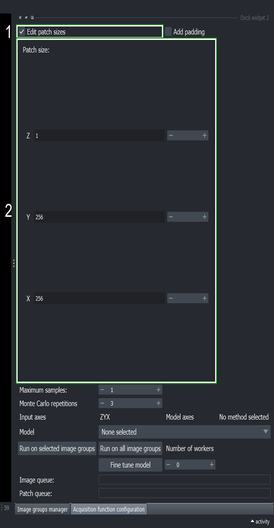 Dock widget 2
1
Edit patch sizes Add padding
Patch size:
Z 1 − +
2
Y 256 − +
X 256 − +
Maximum samples: − 1 +
Monte Carlo repetitions − 3 +
Input axes ZYX Model axes No method selected
Model None selected
Run on selected image groups Run on all image groups Number of workers
Fine tune model − 0 +
Image queue:
Patch queue:
Image groups manager Acquisition function configuration
activity